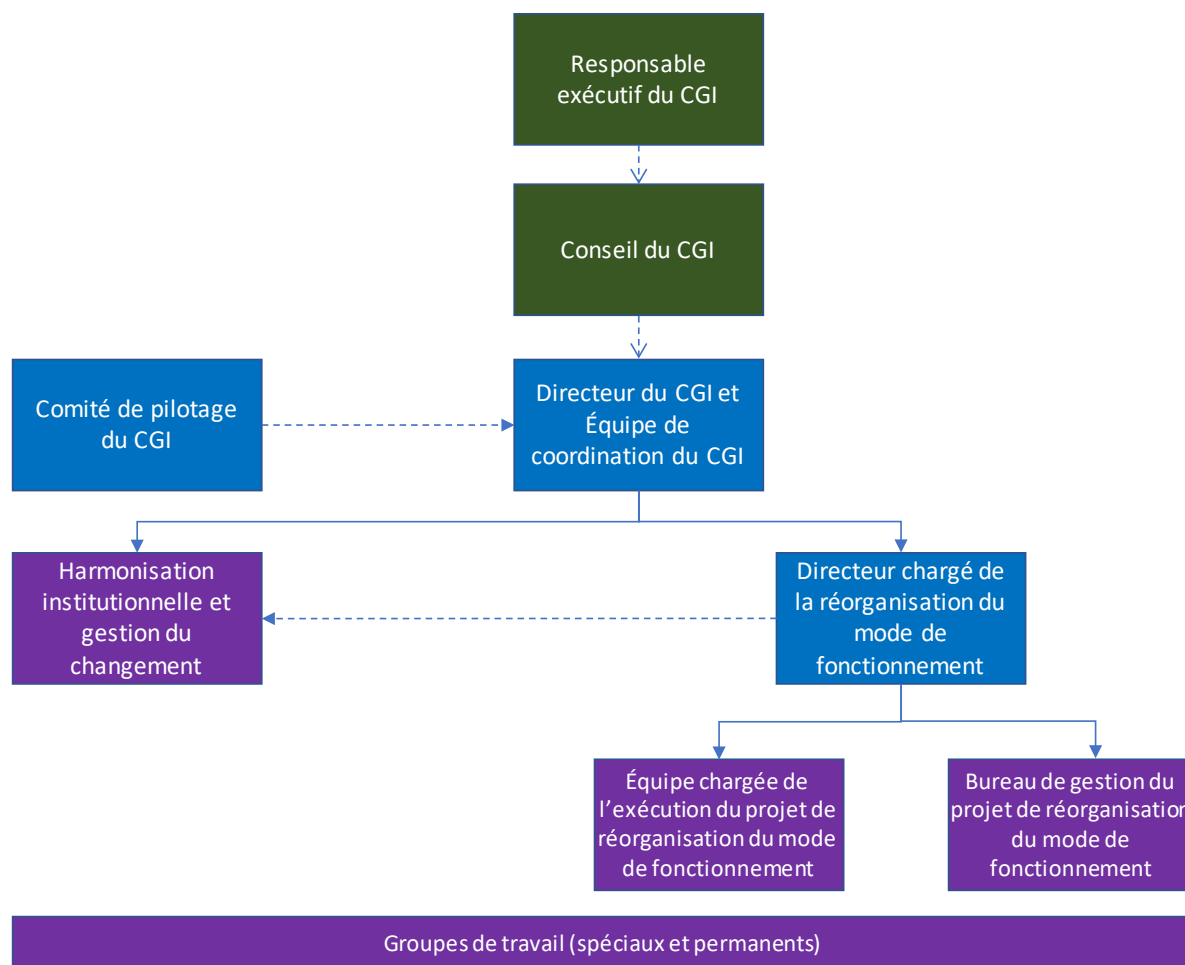 Responsable
exécutif du CGI
Conseil du CGI
Comité de pilotage
du CGI
Directeur du CGI et
Équipe de
coordination du CGI
Harmonisation
institutionnelle et
gestion du
changement
Directeur chargé de
la réorganisation du
mode de
fonctionnement
Équipe chargée de
l’exécution du projet de
réorganisation du mode
de fonctionnement
Bureau de gestion du
projet de réorganisation
du mode de
fonctionnement
Groupes de travail (spéciaux et permanents)